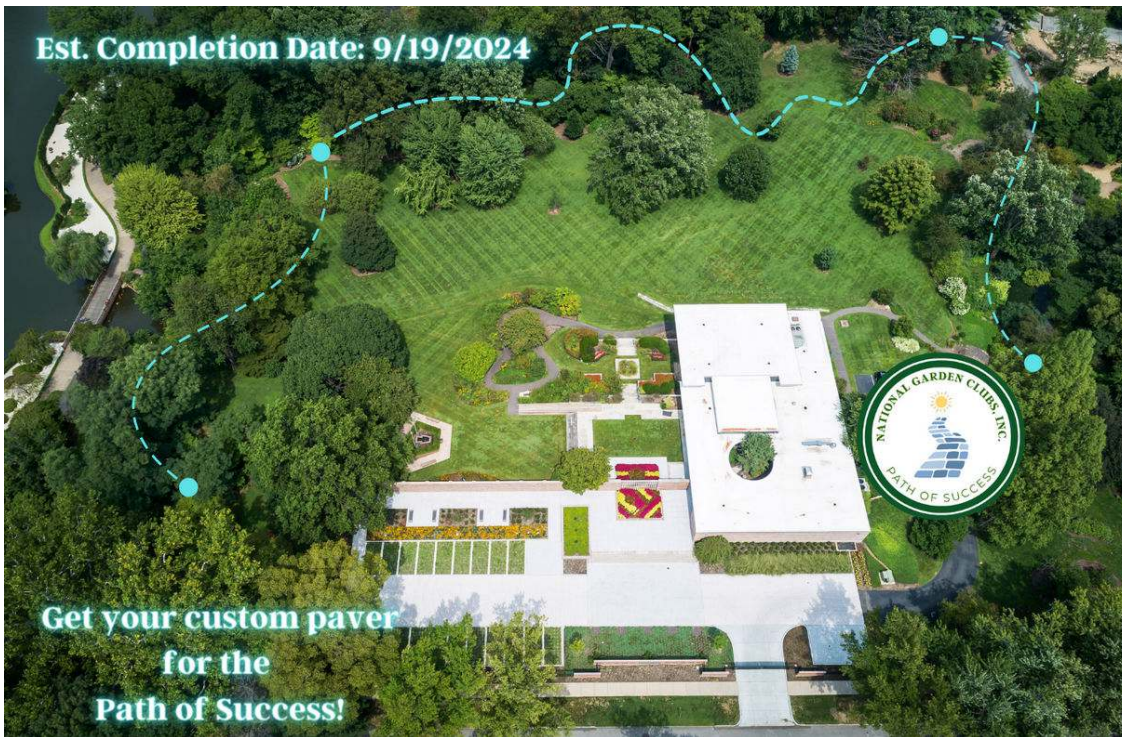 Est. Completion Date: 9/19/2024
NATIONAL GARDEN CLUBS, INC.
PATH OF SUCCESS
Get your custom paver
for the
Path of Success!